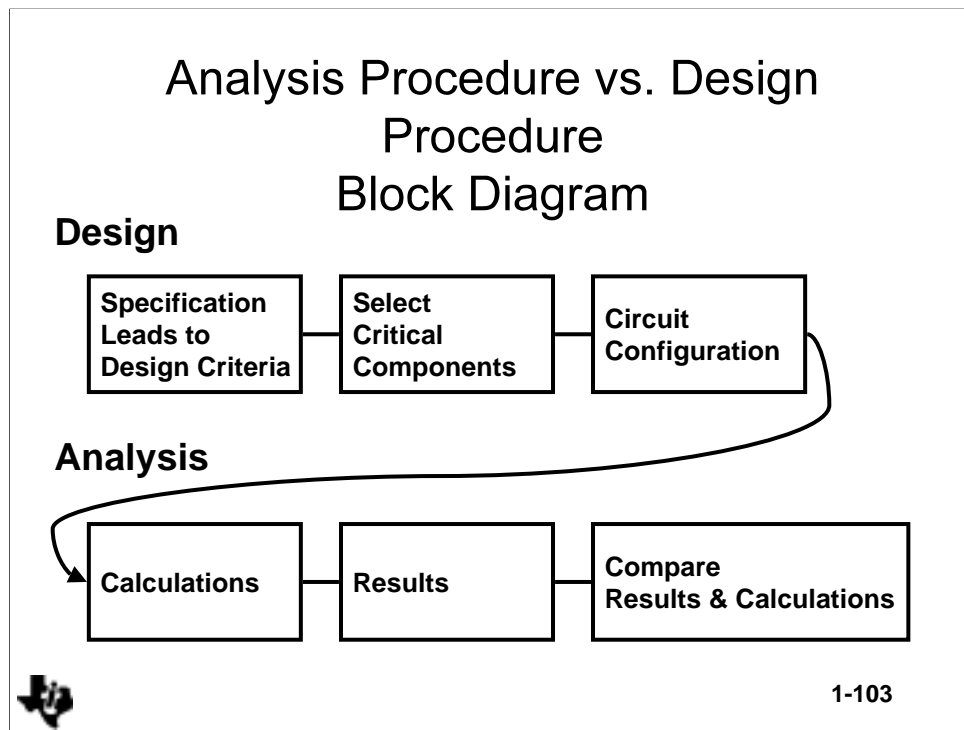 Analysis Procedure vs. Design
Procedure
Block Diagram
Design
Specification
Leads to
Design Criteria
Select
Critical
Components
Circuit
Configuration
Analysis
Calculations
Results
Compare
Results & Calculations
1-103